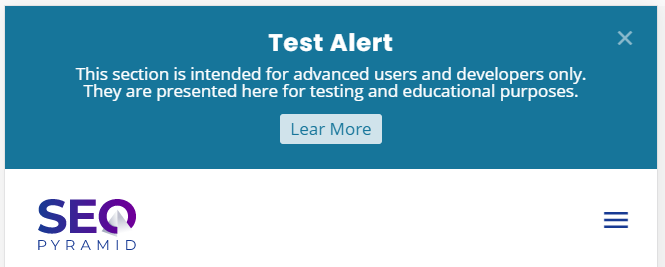 Test Alert
This section is intended for advanced users and developers only.
They are presented here for testing and educational purposes.
Lear More
SEO
PYRAMID